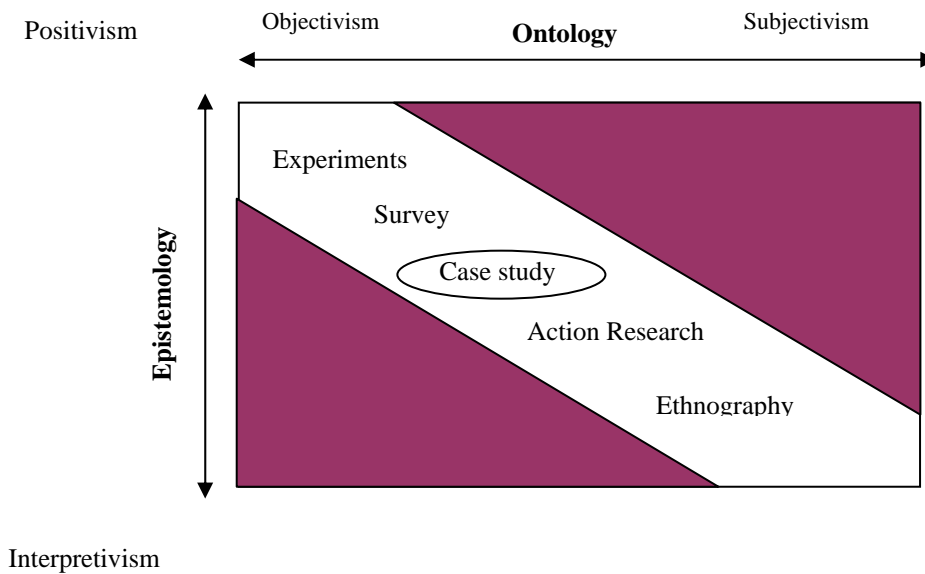 Positivism
Objectivism
Ontology
Subjectivism
Experiments
Survey
Case study
Action Research
Ethnography
Epistemology
Interpretivism